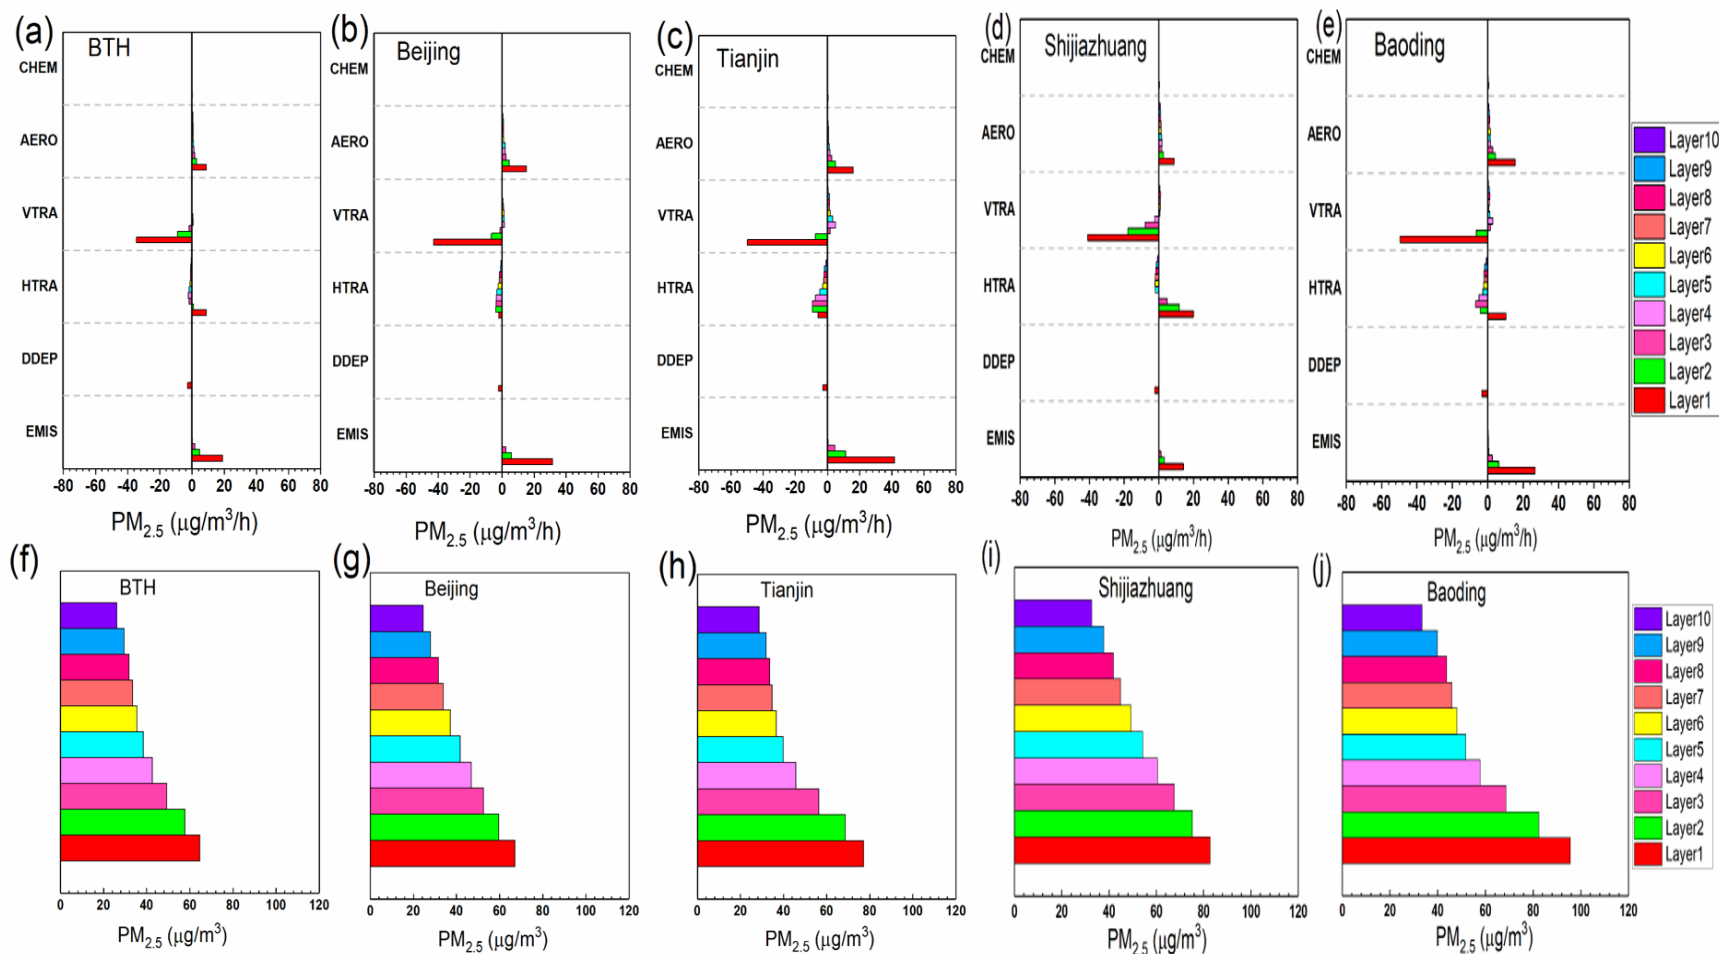 (a) BTH
CHEM
AERO
VTRA
HTRA
DDEP
EMIS
-80 -60 -40 -20 0 20 40 60 80
PM2.5 (μg/m3/h)
(b) Beijing
CHEM
AERO
VTRA
HTRA
DDEP
EMIS
-80 -60 -40 -20 0 20 40 60 80
PM2.5 (μg/m3/h)
(c) Tianjin
CHEM
AERO
VTRA
HTRA
DDEP
EMIS
-80 -60 -40 -20 0 20 40 60 80
PM2.5 (μg/m3/h)
(d) Shijiazhuang
CHEM
AERO
VTRA
HTRA
DDEP
EMIS
-80 -60 -40 -20 0 20 40 60 80
PM2.5 (μg/m3/h)
(e) Baoding
CHEM
AERO
VTRA
HTRA
DDEP
EMIS
-80 -60 -40 -20 0 20 40 60 80
PM2.5 (μg/m3/h)
Layer10
Layer9
Layer8
Layer7
Layer6
Layer5
Layer4
Layer3
Layer2
Layer1
(f) BTH
0 20 40 60 80 100 120
PM2.5 (μg/m3)
(g) Beijing
0 20 40 60 80 100 120
PM2.5 (μg/m3)
(h) Tianjin
0 20 40 60 80 100 120
PM2.5 (μg/m3)
(i) Shijiazhuang
0 20 40 60 80 100 120
PM2.5 (μg/m3)
(j) Baoding
0 20 40 60 80 100 120
PM2.5 (μg/m3)
Layer10
Layer9
Layer8
Layer7
Layer6
Layer5
Layer4
Layer3
Layer2
Layer1